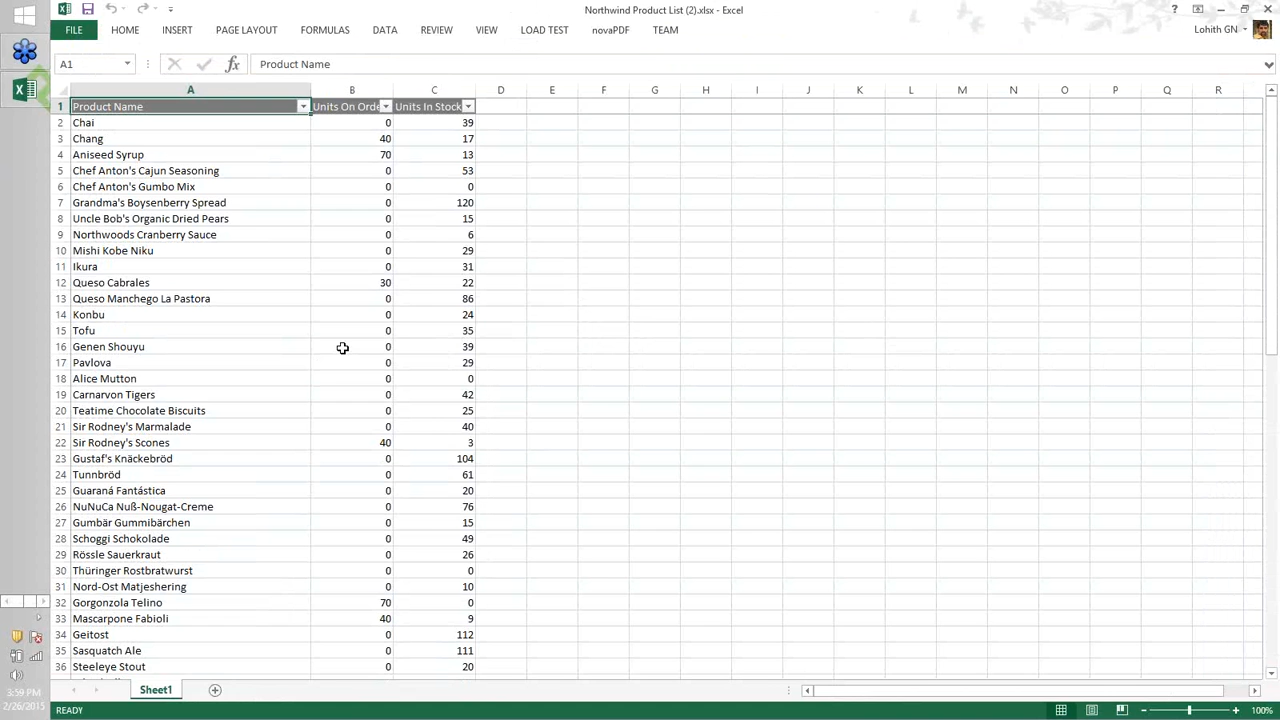 Northwind Product List (2).xlsx - Excel
FILE HOME INSERT PAGE LAYOUT FORMULAS DATA REVIEW VIEW LOAD TEST novaPDF TEAM Lohith GN
A1 fx Product Name
A B C D E F G H I J K L M N O P Q R
1 Product Name Units On Orde Units In Stock
2 Chai 0 39
3 Chang 40 17
4 Aniseed Syrup 70 13
5 Chef Anton's Cajun Seasoning 0 53
6 Chef Anton's Gumbo Mix 0 0
7 Grandma's Boysenberry Spread 0 120
8 Uncle Bob's Organic Dried Pears 0 15
9 Northwoods Cranberry Sauce 0 6
10 Mishi Kobe Niku 0 29
11 Ikura 0 31
12 Queso Cabrales 30 22
13 Queso Manchego La Pastora 0 86
14 Konbu 0 24
15 Tofu 0 35
16 Genen Shouyu 0 39
17 Pavlova 0 29
18 Alice Mutton 0 0
19 Carnarvon Tigers 0 42
20 Teatime Chocolate Biscuits 0 25
21 Sir Rodney's Marmalade 0 40
22 Sir Rodney's Scones 40 3
23 Gustaf's Knäckebröd 0 104
24 Tunnbröd 0 61
25 Guaraná Fantástica 0 20
26 NuNuCa Nuß-Nougat-Creme 0 76
27 Gumbär Gummibärchen 0 15
28 Schoggi Schokolade 0 49
29 Rössle Sauerkraut 0 26
30 Thüringer Rostbratwurst 0 0
31 Nord-Ost Matjeshering 0 10
32 Gorgonzola Telino 70 0
33 Mascarpone Fabioli 40 9
34 Geitost 0 112
35 Sasquatch Ale 0 111
36 Steeleye Stout 0 20
Sheet1
3:59 PM
2/26/2015
READY 100%